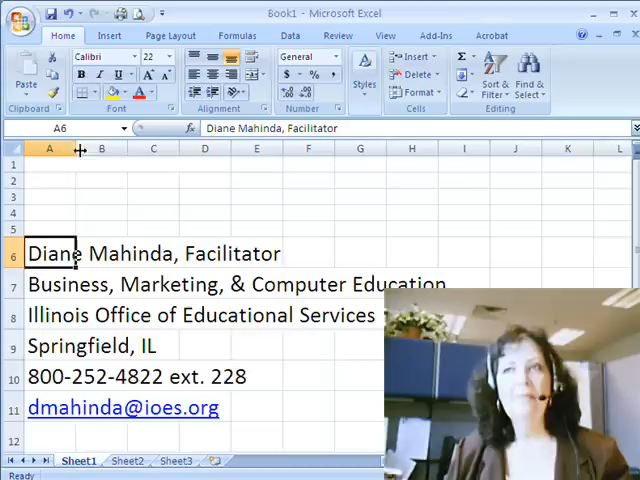 Book1 - Microsoft Excel
Home Insert Page Layout Formulas Data Review View Add-Ins Acrobat
Paste Calibri 22 General Insert Delete Format Styles Sort & Filter Find & Select
B I U A A $ % , Σ
Clipboard Font Alignment Number Cells Editing
A6 fx Diane Mahinda, Facilitator
A B C D E F G H I J K L
1
2
3
4
5
6 Diane Mahinda, Facilitator
7 Business, Marketing, & Computer Education
8 Illinois Office of Educational Services
9 Springfield, IL
10 800-252-4822 ext. 228
11 dmahinda@ioes.org
12
Sheet1 Sheet2 Sheet3
Ready